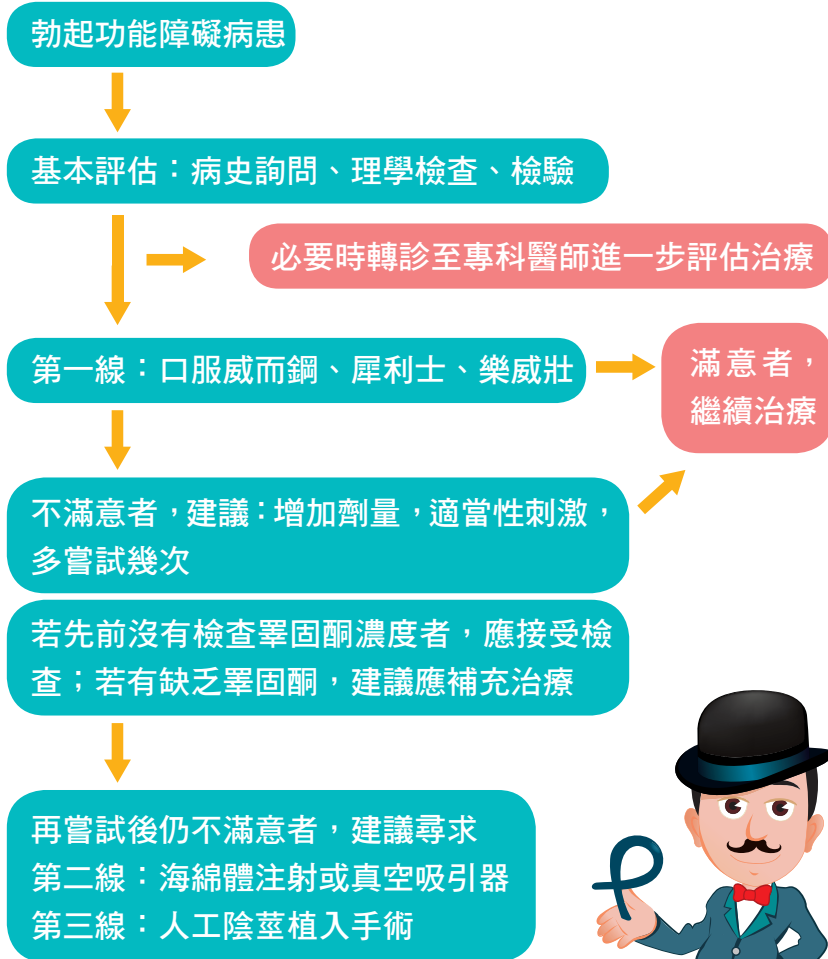 勃起功能障礙病患
基本評估：病史詢問、理學檢查、檢驗
必要時轉診至專科醫師進一步評估治療
第一線：口服威而鋼、犀利士、樂威壯
滿意者，
繼續治療
不滿意者，建議：增加劑量，適當性刺激，
多嘗試幾次
若先前沒有檢查睪固酮濃度者，應接受檢
查；若有缺乏睪固酮，建議應補充治療
再嘗試後仍不滿意者，建議尋求
第二線：海綿體注射或真空吸引器
第三線：人工陰莖植入手術